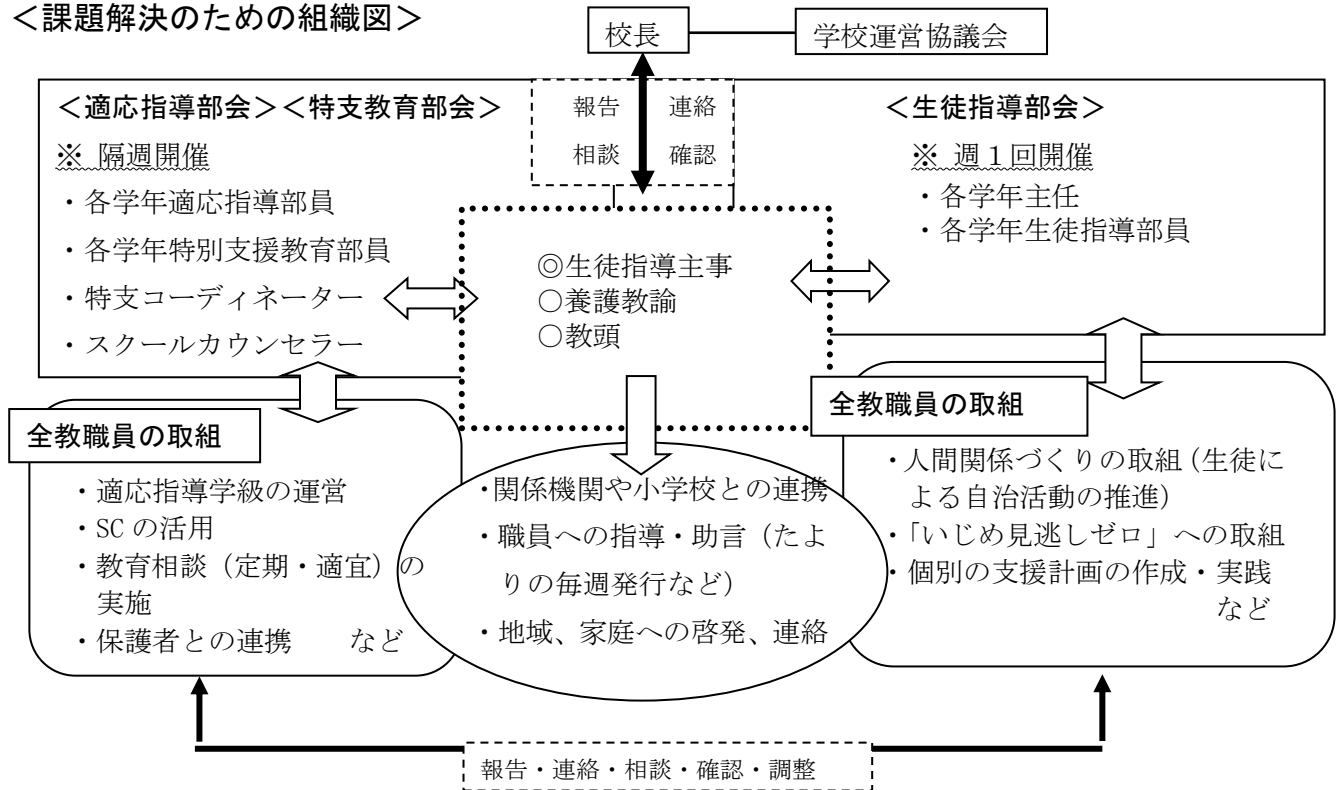 <課題解決のための組織図>
校長
学校運営協議会
報告　連絡
相談　確認
<適応指導部会><特支教育部会>
※ 隔週開催
・各学年適応指導部員
・各学年特別支援教育部員
・特支コーディネーター
・スクールカウンセラー
◎生徒指導主事
○養護教諭
○教頭
<生徒指導部会>
※ 週1回開催
・各学年主任
・各学年生徒指導部員
全教職員の取組
・適応指導学級の運営
・SC の活用
・教育相談(定期・適宜)の
実施
・保護者との連携　　など
・関係機関や小学校との連携
・職員への指導・助言(たよ
りの毎週発行など)
・地域、家庭への啓発、連絡
全教職員の取組
・人間関係づくりの取組(生徒に
よる自治活動の推進)
・「いじめ見逃しゼロ」への取組
・個別の支援計画の作成・実践
など
報告・連絡・相談・確認・調整